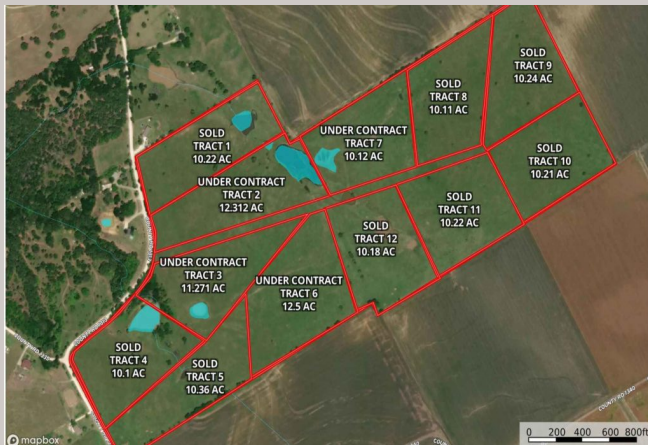 SOLD
TRACT 9
10.24 AC
SOLD
TRACT 8
10.11 AC
SOLD
TRACT 1
10.22 AC
UNDER CONTRACT
TRACT 7
10.12 AC
SOLD
TRACT 10
10.21 AC
UNDER CONTRACT
TRACT 2
12.312 AC
SOLD
TRACT 11
10.22 AC
SOLD
TRACT 12
10.18 AC
UNDER CONTRACT
TRACT 3
11.271 AC
UNDER CONTRACT
TRACT 6
12.5 AC
SOLD
TRACT 4
10.1 AC
SOLD
TRACT 5
10.36 AC
mapbox
0 200 400 600 800ft